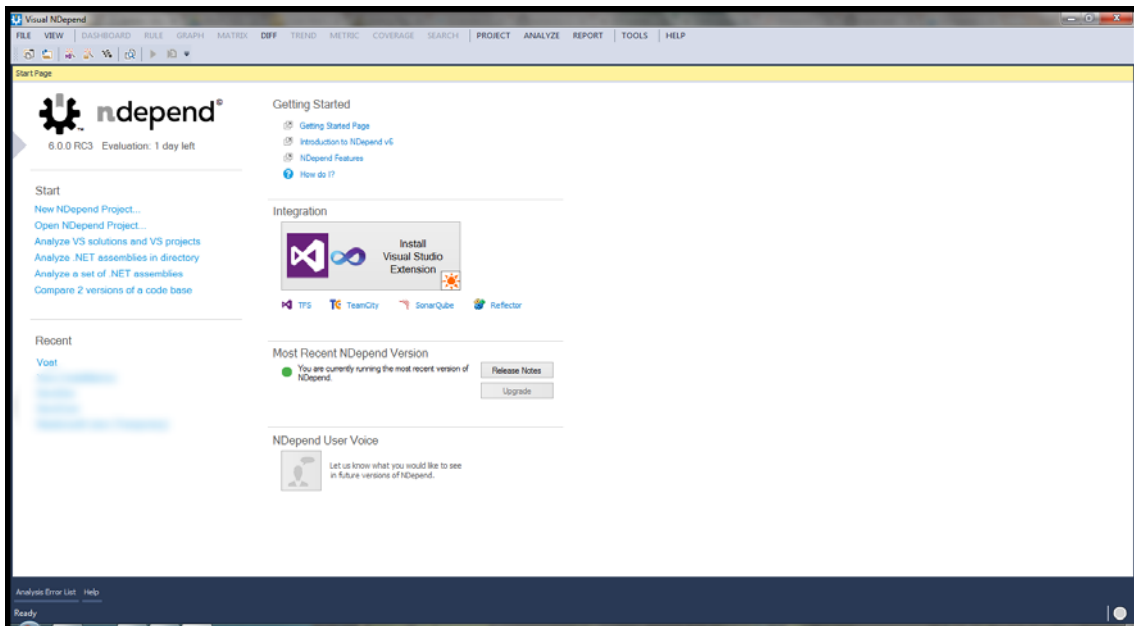 Visual NDepend
FILE VIEW DASHBOARD RULE GRAPH MATRIX DIFF TREND METRIC COVERAGE SEARCH PROJECT ANALYZE REPORT TOOLS HELP
Start Page
ndepend
6.0.0 RC3 Evaluation: 1 day left
Start
New NDepend Project...
Open NDepend Project...
Analyze VS solutions and VS projects
Analyze .NET assemblies in directory
Analyze a set of .NET assemblies
Compare 2 versions of a code base
Recent
Voat
Getting Started
Getting Started Page
Introduction to NDepend v6
NDepend Features
How do I?
Integration
Install
Visual Studio
Extension
TFS TeamCity SonarQube Reflector
Most Recent NDepend Version
You are currently running the most recent version of
NDepend.
Release Notes
Upgrade
NDepend User Voice
Let us know what you would like to see
in future versions of NDepend.
Analysis Error List Help
Ready